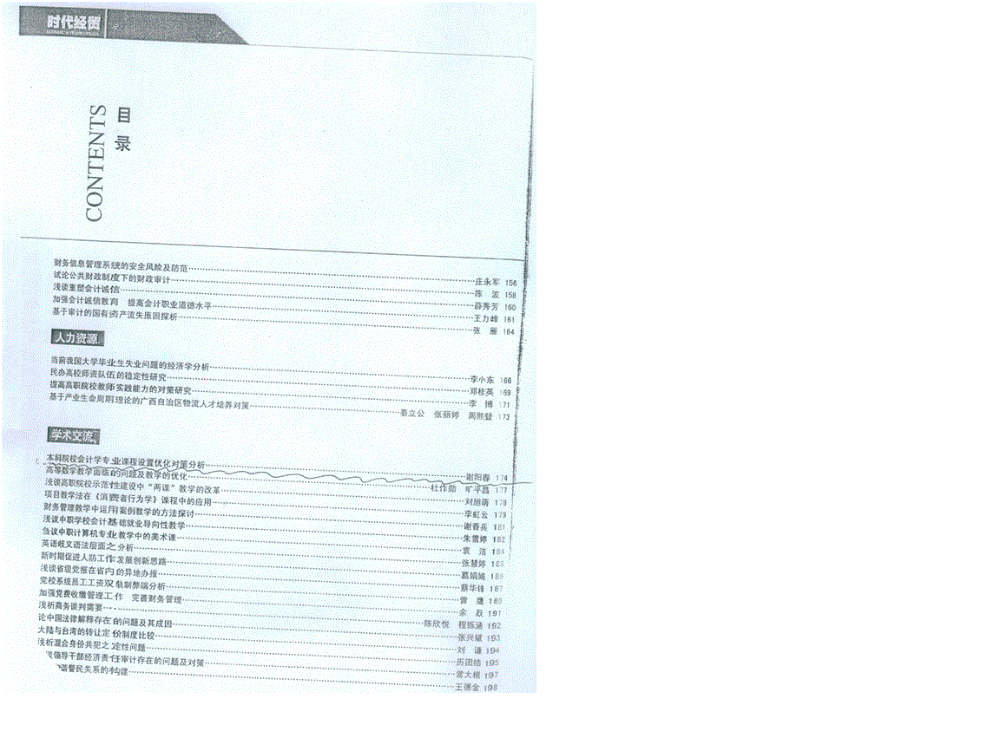 时代经贸
目录
CONTENTS
财务信息管理系统的安全风险及防范 庄永军 156
试论公共财政制度下的财政审计 陈 波 158
浅谈重塑会计诚信 薛秀芳 160
加强会计诚信教育 提高会计职业道德水平 王力峰 161
基于审计的国有资产流失原因探析 张 雁 164
人力资源
当前我国大学毕业生失业问题的经济学分析 李小东 166
民办高校师资队伍的稳定性研究 邓桂英 169
提高高职院校教师实践能力的对策研究 李 博 171
基于产业生命周期理论的广西自治区物流人才培养对策 秦立公 张丽婷 周熙登 173
学术交流
本科院校会计学专业课程设置优化对策分析 谢阳春 174
高等数学教学面临的问题及教学的优化 杜作勋 旷平昌 177
浅谈高职院校示范性建设中“两课”教学的改革 刘旭萌 178
项目教学法在《消费者行为学》课程中的应用 李虹云 179
财务管理教学中运用案例教学的方法探讨 谢香兵 181
浅议中职学校会计基础就业导向性教学 朱雪婷 182
刍议中职计算机专业教学中的美术课 袁 洁 184
英语歧义语法层面之分析 张慧婷 185
新时期促进人防工作发展创新思路 葛娟娟 186
浅谈省级党报在省内的异地办报 蔡华锋 187
党校系统员工工资双轨制弊端分析 曾 鹰 189
加强党费收缴管理工作 完善财务管理 余 跃 191
浅析商务谈判需要 陈欣悦 程铄涵 192
论中国法律解释存在的问题及其成因 张兴斌 193
大陆与台湾的转让定价制度比较 刘 谦 194
浅析混合身份共犯之定性问题 历团结 195
领导干部经济责任审计存在的问题及对策 常大根 197
谐警民关系的构建 王德金 198